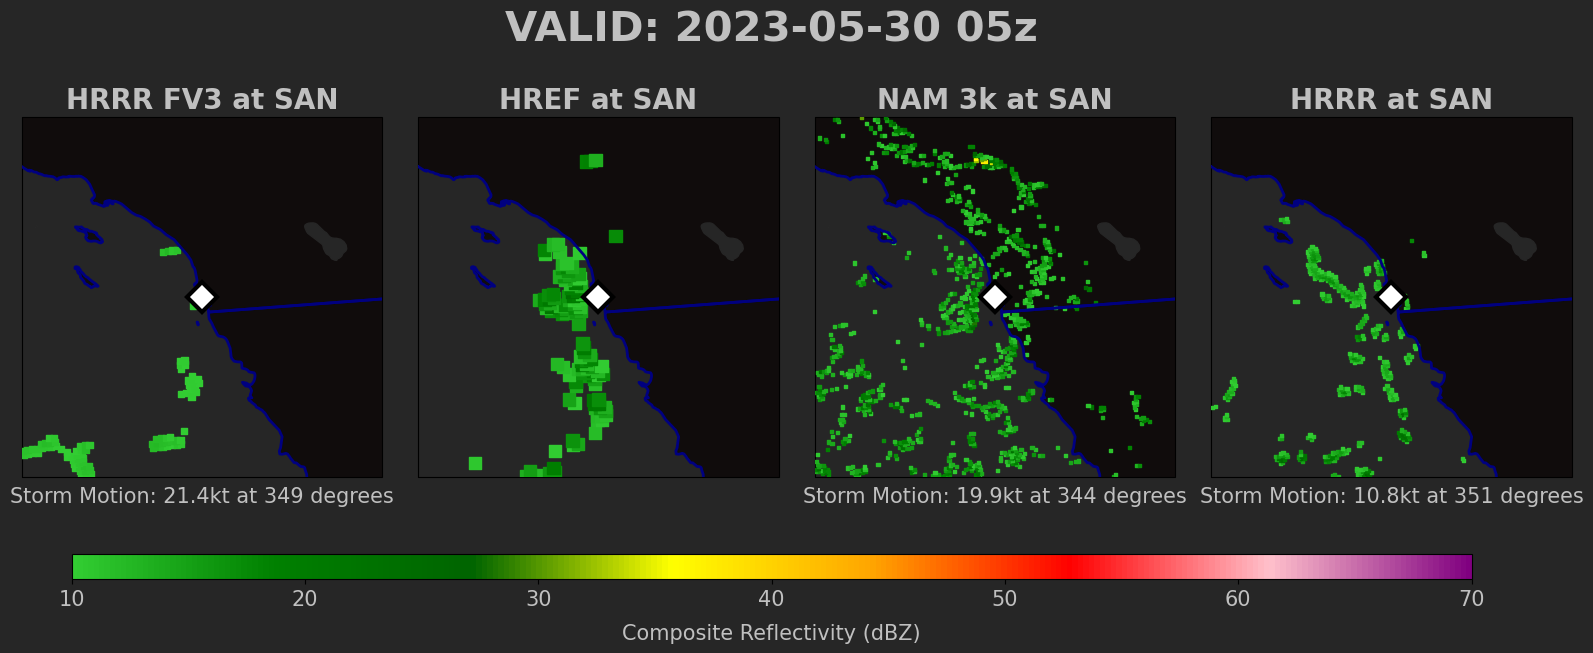 VALID: 2023-05-30 05z
HRRR FV3 at SAN
HREF at SAN
NAM 3k at SAN
HRRR at SAN
Storm Motion: 21.4kt at 349 degrees
Storm Motion: 19.9kt at 344 degrees
Storm Motion: 10.8kt at 351 degrees
10 20 30 40 50 60 70
Composite Reflectivity (dBZ)